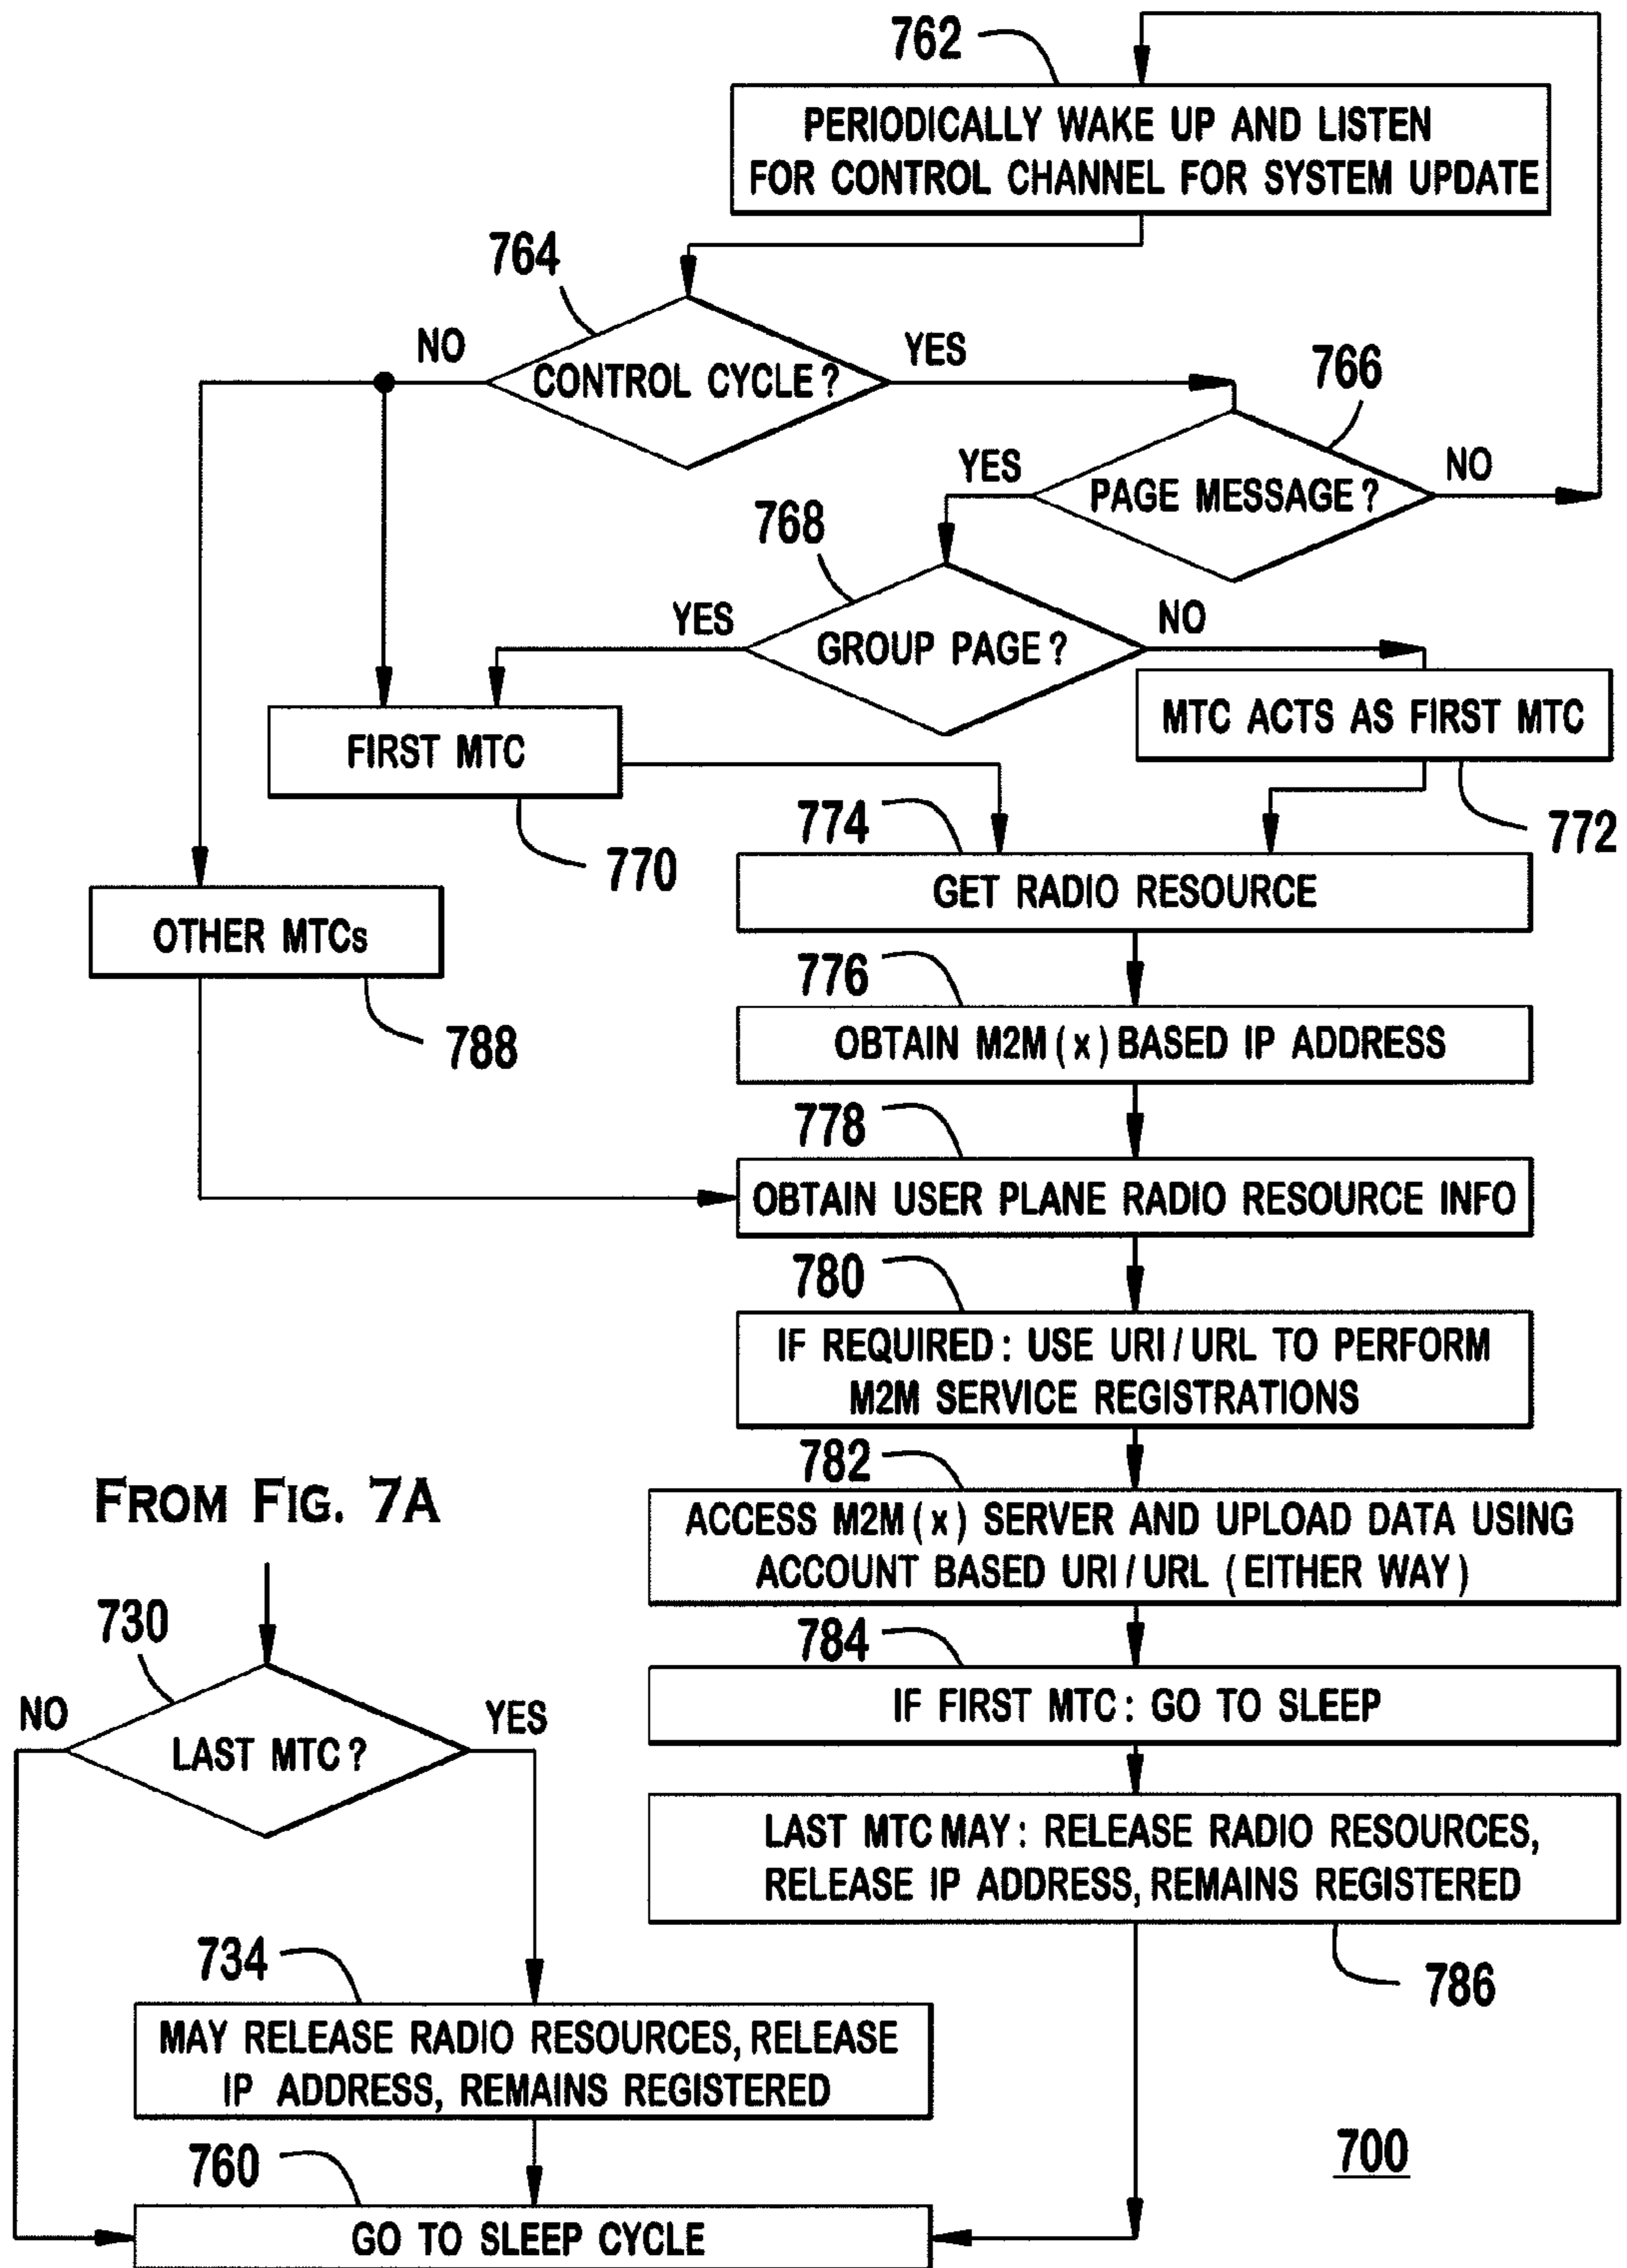 762
PERIODICALLY WAKE UP AND LISTEN
FOR CONTROL CHANNEL FOR SYSTEM UPDATE
764
NO
CONTROL CYCLE?
YES
766
YES
PAGE MESSAGE?
NO
768
YES
GROUP PAGE?
NO
FIRST MTC
770
MTC ACTS AS FIRST MTC
772
774
GET RADIO RESOURCE
OTHER MTCs
788
776
OBTAIN M2M(x) BASED IP ADDRESS
778
OBTAIN USER PLANE RADIO RESOURCE INFO
780
IF REQUIRED: USE URI/URL TO PERFORM
M2M SERVICE REGISTRATIONS
782
ACCESS M2M(x) SERVER AND UPLOAD DATA USING
ACCOUNT BASED URI/URL (EITHER WAY)
784
IF FIRST MTC: GO TO SLEEP
LAST MTC MAY: RELEASE RADIO RESOURCES,
RELEASE IP ADDRESS, REMAINS REGISTERED
786
FROM FIG. 7A
730
NO
LAST MTC?
YES
734
MAY RELEASE RADIO RESOURCES, RELEASE
IP ADDRESS, REMAINS REGISTERED
760
GO TO SLEEP CYCLE
700